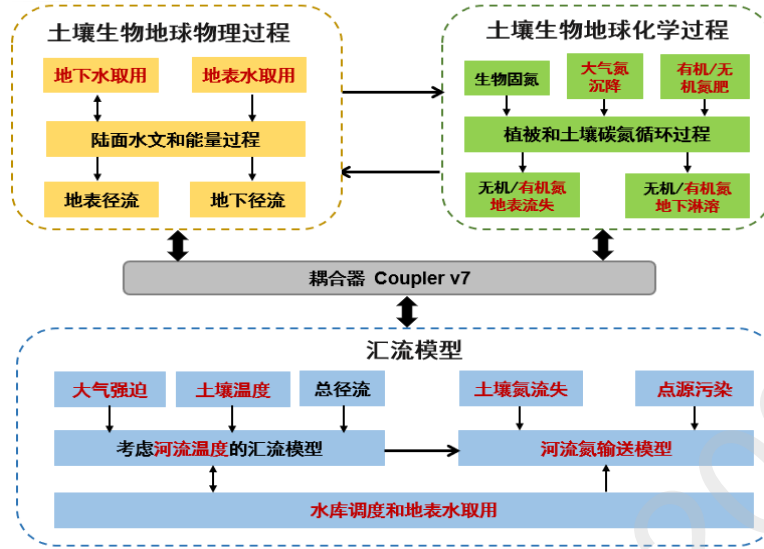 土壤生物地球物理过程
地下水取用
地表水取用
陆面水文和能量过程
地表径流
地下径流
土壤生物地球化学过程
生物固氮
大气氮
沉降
有机/无
机氮肥
植被和土壤碳氮循环过程
无机/有机氮
地表流失
无机/有机氮
地下淋溶
耦合器 Coupler v7
汇流模型
大气强迫
土壤温度
总径流
土壤氮流失
点源污染
考虑河流温度的汇流模型
河流氮输送模型
水库调度和地表水取用